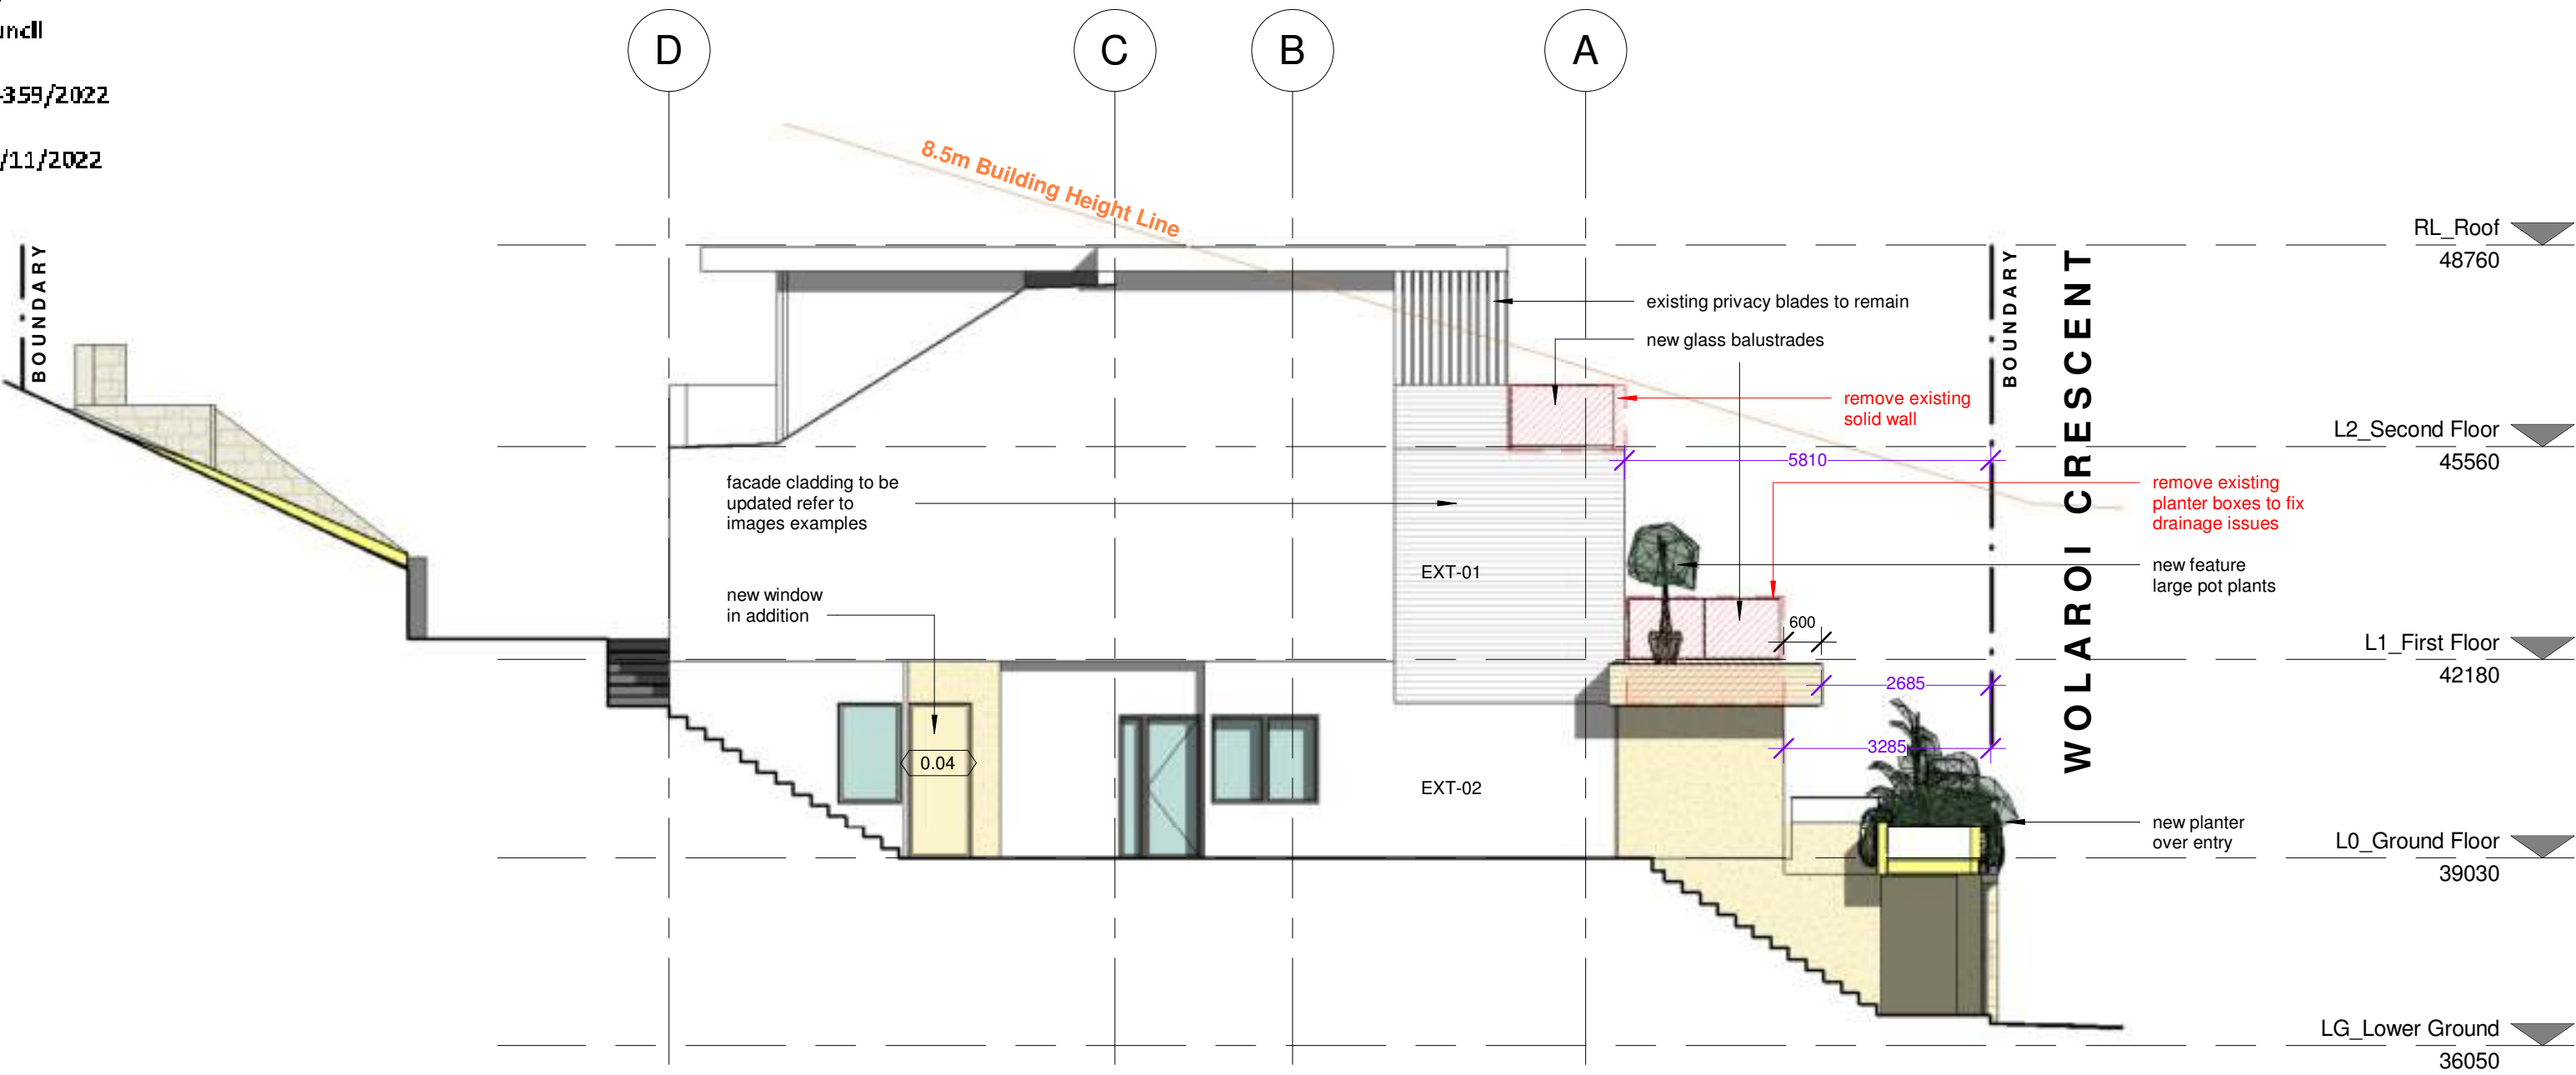 359/2022
/11/2022
D
C
B
A
8.5m Building Height Line
BOUNDARY
BOUNDARY
WOLAROI CRESCENT
RL_Roof
48760
existing privacy blades to remain
new glass balustrades
remove existing
solid wall
L2_Second Floor
45560
5810
facade cladding to be
updated refer to
images examples
remove existing
planter boxes to fix
drainage issues
EXT-01
new feature
large pot plants
new window
in addition
600
L1_First Floor
42180
2685
3285
0.04
EXT-02
new planter
over entry
L0_Ground Floor
39030
LG_Lower Ground
36050